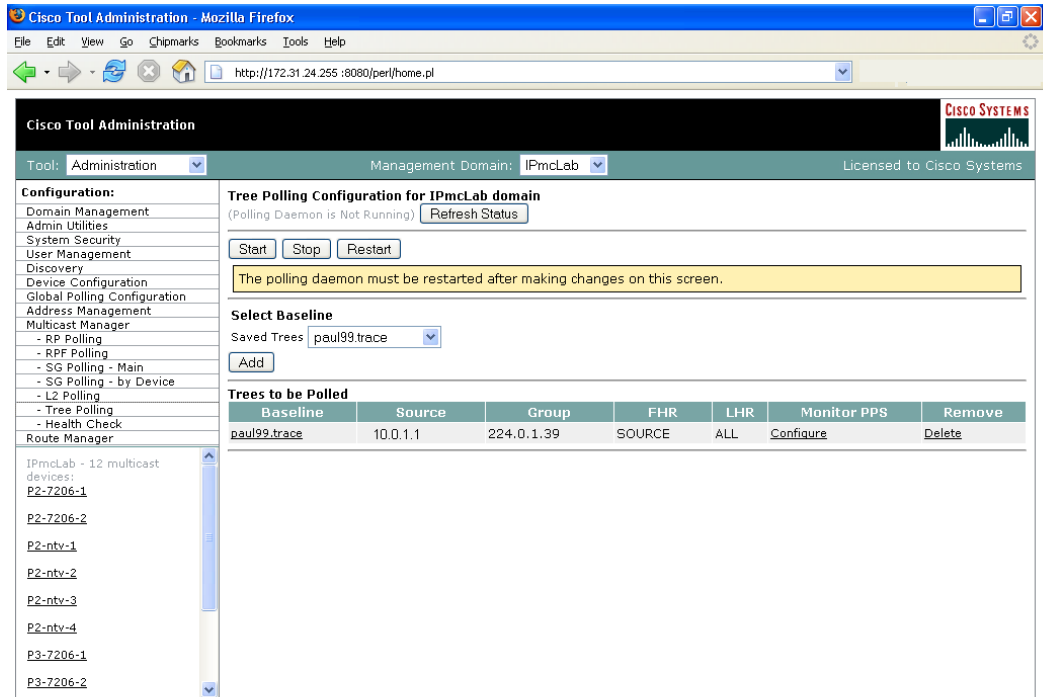 Cisco Tool Administration - Mozilla Firefox
File Edit View Go Chipmarks Bookmarks Tools Help
http://172.31.24.255 :8080/perl/home.pl
Cisco Tool Administration
CISCO SYSTEMS
Tool: Administration
Management Domain: IPmcLab
Licensed to Cisco Systems
Configuration:
Domain Management
Admin Utilities
System Security
User Management
Discovery
Device Configuration
Global Polling Configuration
Address Management
Multicast Manager
- RP Polling
- RPF Polling
- SG Polling - Main
- SG Polling - by Device
- L2 Polling
- Tree Polling
- Health Check
Route Manager
IPmcLab - 12 multicast
devices:
P2-7206-1
P2-7206-2
P2-ntv-1
P2-ntv-2
P2-ntv-3
P2-ntv-4
P3-7206-1
P3-7206-2
Tree Polling Configuration for IPmcLab domain
(Polling Daemon is Not Running) Refresh Status
Start Stop Restart
The polling daemon must be restarted after making changes on this screen.
Select Baseline
Saved Trees paul99.trace
Add
Trees to be Polled
Baseline Source Group FHR LHR Monitor PPS Remove
paul99.trace 10.0.1.1 224.0.1.39 SOURCE ALL Configure Delete